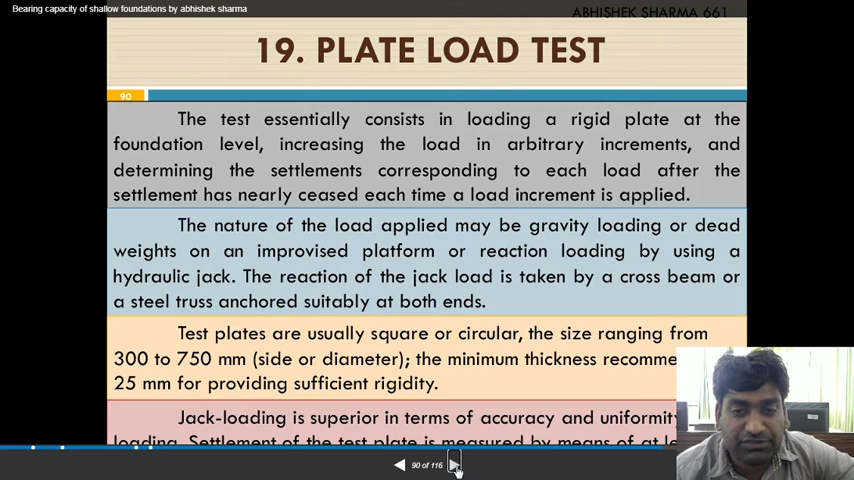 Bearing capacity of shallow foundations by abhishek sharma
ABHISHEK SHARMA 661
19. PLATE LOAD TEST
90
The test essentially consists in loading a rigid plate at the
foundation level, increasing the load in arbitrary increments, and
determining the settlements corresponding to each load after the
settlement has nearly ceased each time a load increment is applied.
The nature of the load applied may be gravity loading or dead
weights on an improvised platform or reaction loading by using a
hydraulic jack. The reaction of the jack load is taken by a cross beam or
a steel truss anchored suitably at both ends.
Test plates are usually square or circular, the size ranging from
300 to 750 mm (side or diameter); the minimum thickness recomme
25 mm for providing sufficient rigidity.
Jack-loading is superior in terms of accuracy and uniformity
loading. Settlement of the test plate is measured by means of at le
90 of 116